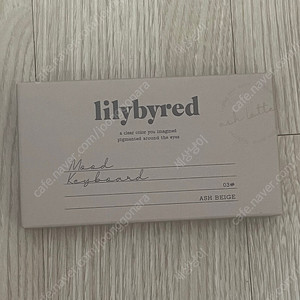 lilybyred
a clear color you imagined
pigmented around the eyes
Mood
Keyboard
03#
ASH BEIGE